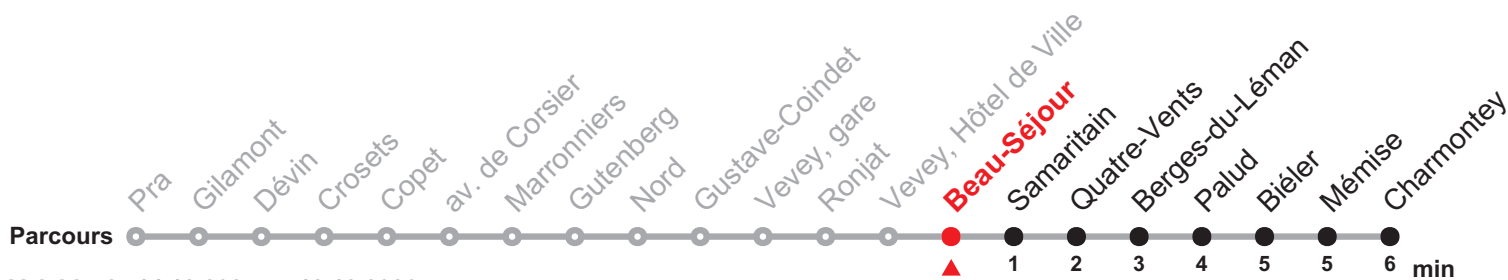 Pra
Gilamont
Dévin
Crosets
Copet
av. de Corsier
Marronniers
Gutenberg
Nord
Gustave-Coindet
Vevey, gare
Ronjat
Vevey, Hôtel de Ville
Beau-Séjour
Samaritain
Quatre-Vents
Berges-du-Léman
Palud
Biéler
Mémise
Charmontey
Parcours
1 2 3 4 5 5 6 min